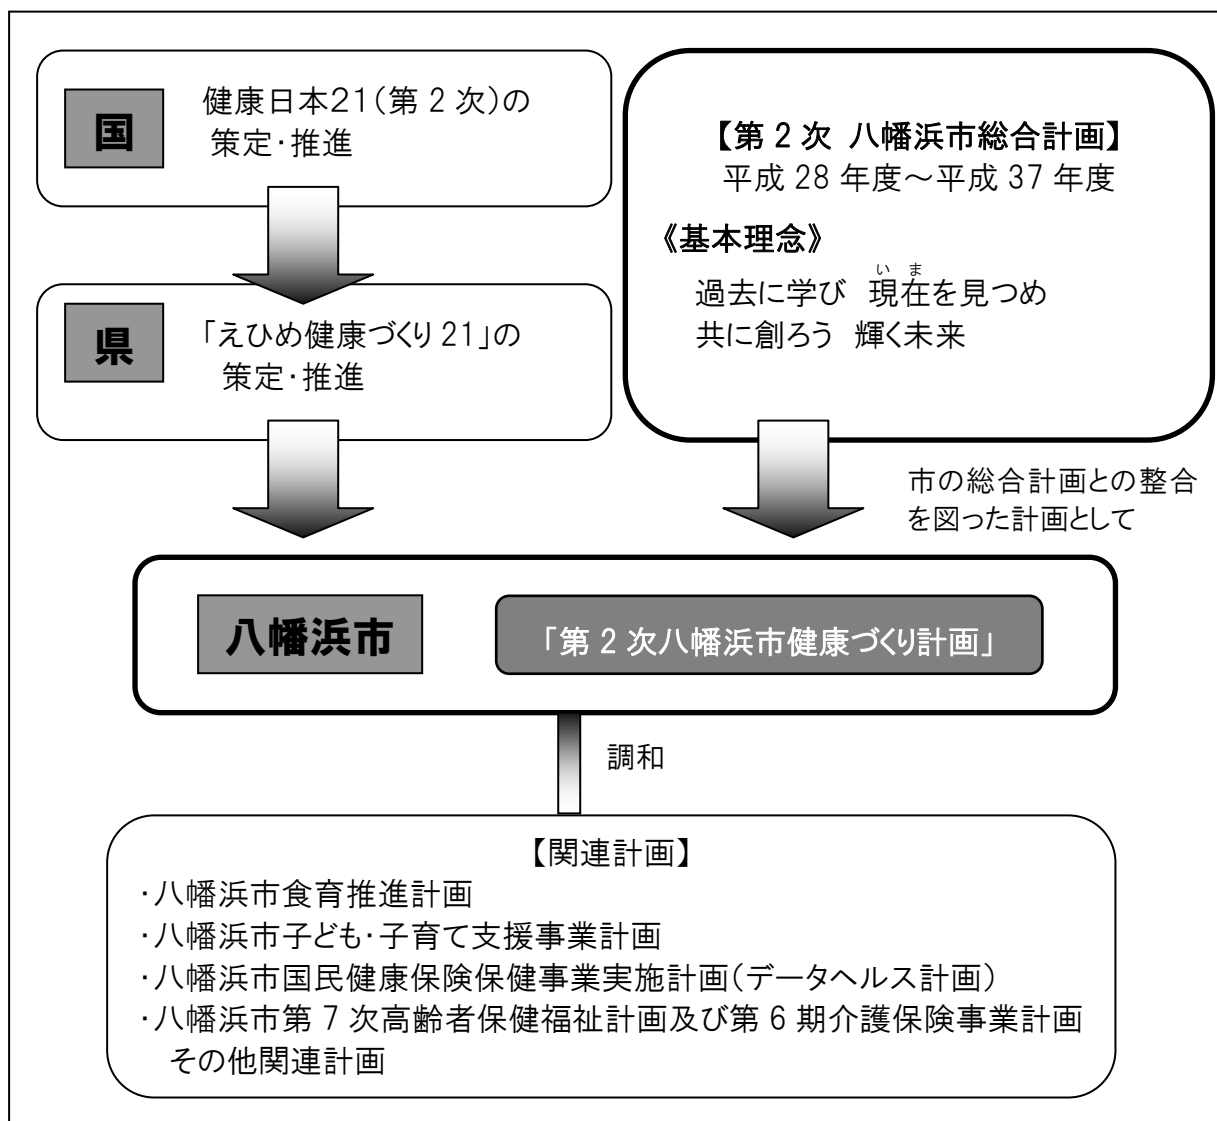 国
健康日本21(第2次)の
策定・推進
県
「えひめ健康づくり21」の
策定・推進
【第2次 八幡浜市総合計画】
平成28年度～平成37年度
《基本理念》
いま
過去に学び 現在を見つめ
共に創ろう 輝く未来
市の総合計画との整合
を図った計画として
八幡浜市
「第2次八幡浜市健康づくり計画」
調和
【関連計画】
・八幡浜市食育推進計画
・八幡浜市子ども・子育て支援事業計画
・八幡浜市国民健康保険保健事業実施計画(データヘルス計画)
・八幡浜市第7次高齢者保健福祉計画及び第6期介護保険事業計画
その他関連計画